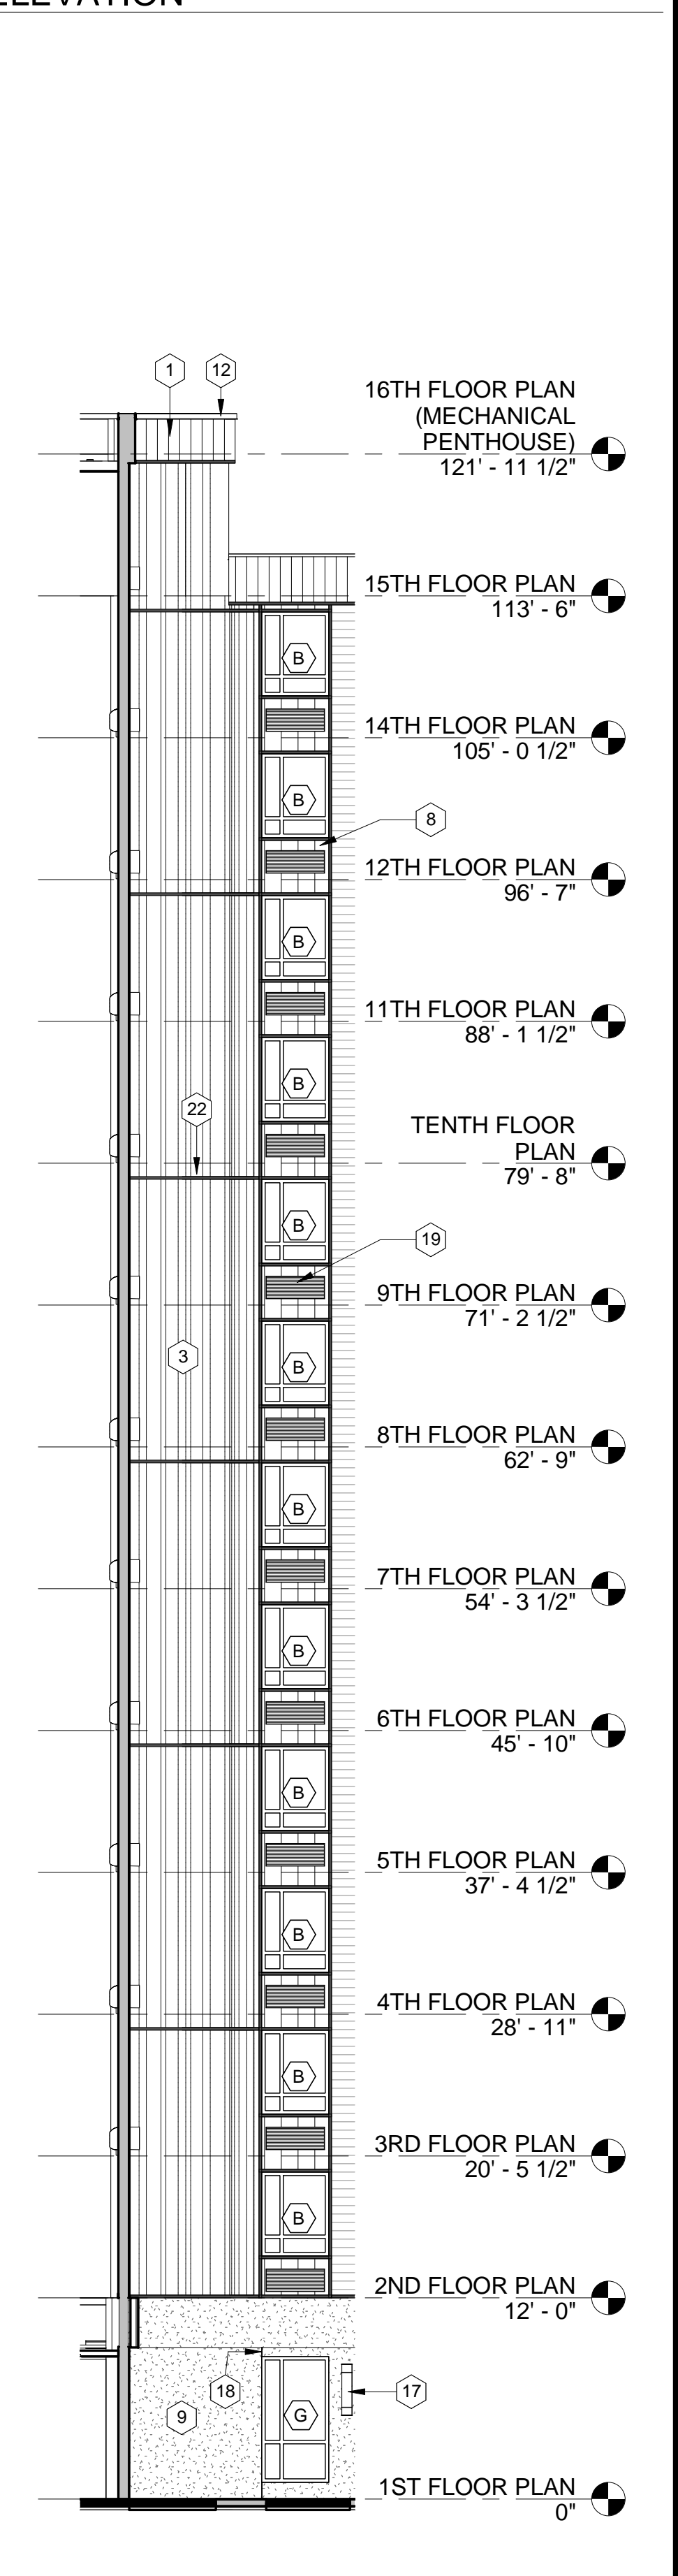 ELEVATION
1
12
16TH FLOOR PLAN
(MECHANICAL
PENTHOUSE)
121' - 11 1/2"
15TH FLOOR PLAN
113' - 6"
B
14TH FLOOR PLAN
105' - 0 1/2"
B
8
12TH FLOOR PLAN
96' - 7"
B
11TH FLOOR PLAN
88' - 1 1/2"
B
22
TENTH FLOOR
PLAN
79' - 8"
B
19
9TH FLOOR PLAN
71' - 2 1/2"
3
B
8TH FLOOR PLAN
62' - 9"
B
7TH FLOOR PLAN
54' - 3 1/2"
B
6TH FLOOR PLAN
45' - 10"
B
5TH FLOOR PLAN
37' - 4 1/2"
B
4TH FLOOR PLAN
28' - 11"
B
3RD FLOOR PLAN
20' - 5 1/2"
B
2ND FLOOR PLAN
12' - 0"
18
17
9
G
1ST FLOOR PLAN
0"